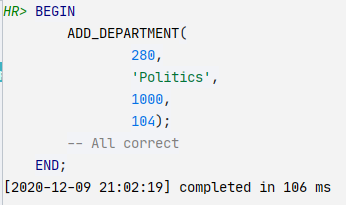 HR> BEGIN
ADD_DEPARTMENT(
280,
'Politics',
1000,
104);
-- All correct
END;
[2020-12-09 21:02:19] completed in 106 ms